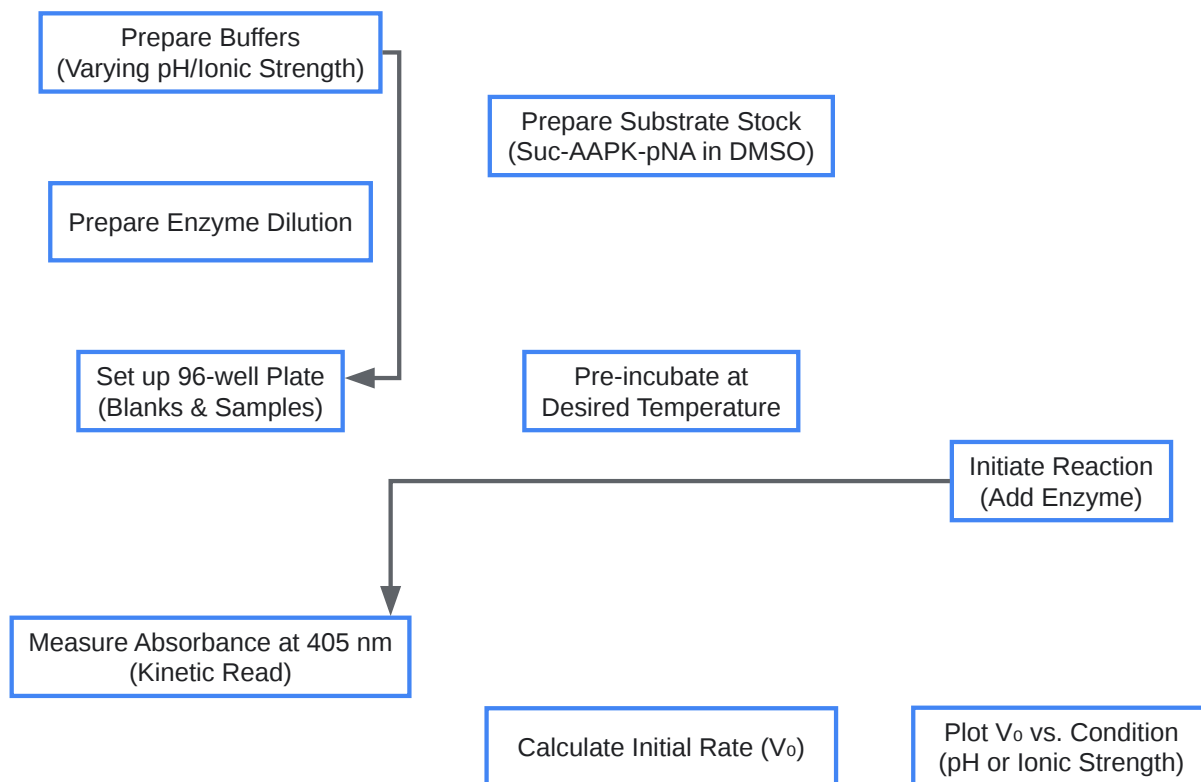 Prepare Buffers
(Varying pH/Ionic Strength)
Prepare Substrate Stock
(Suc-AAPK-pNA in DMSO)
Prepare Enzyme Dilution
Set up 96-well Plate
(Blanks & Samples)
Pre-incubate at
Desired Temperature
Initiate Reaction
(Add Enzyme)
Measure Absorbance at 405 nm
(Kinetic Read)
Calculate Initial Rate (V₀)
Plot V₀ vs. Condition
(pH or Ionic Strength)